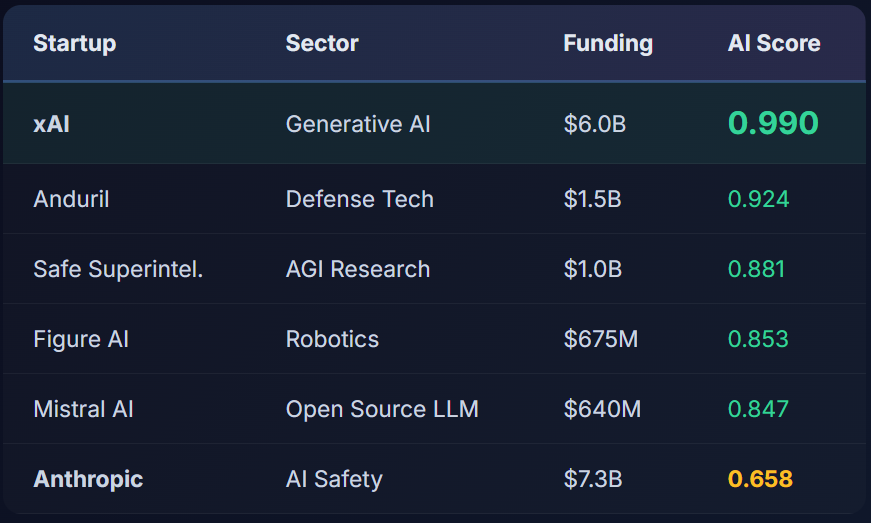 Startup Sector Funding AI Score
xAI Generative AI $6.0B 0.990
Anduril Defense Tech $1.5B 0.924
Safe Superintel. AGI Research $1.0B 0.881
Figure AI Robotics $675M 0.853
Mistral AI Open Source LLM $640M 0.847
Anthropic AI Safety $7.3B 0.658